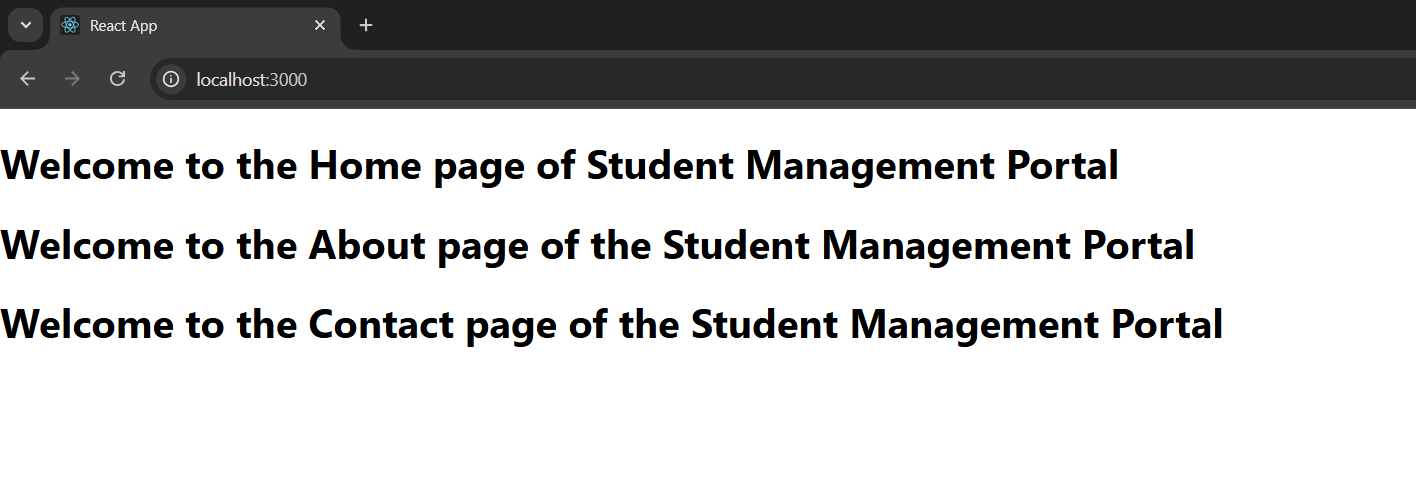 React App
localhost:3000
Welcome to the Home page of Student Management Portal
Welcome to the About page of the Student Management Portal
Welcome to the Contact page of the Student Management Portal